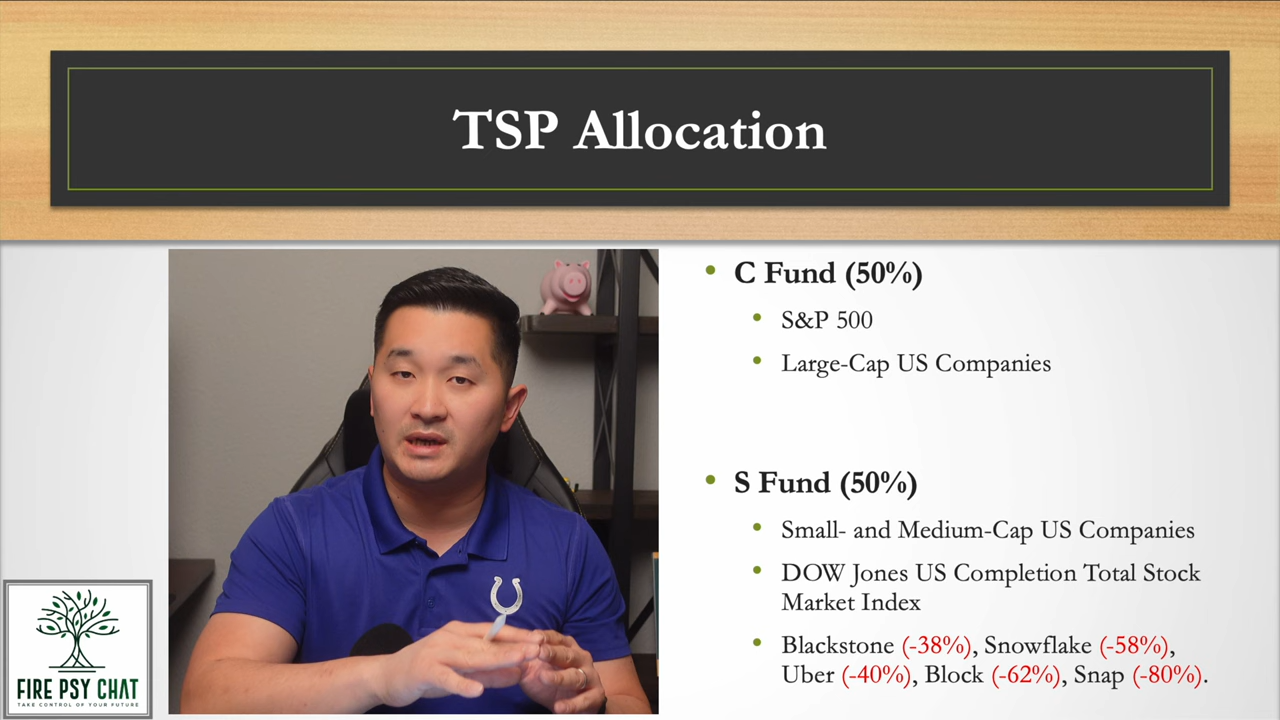 TSP Allocation
C Fund (50%)
S&P 500
Large-Cap US Companies
S Fund (50%)
Small- and Medium-Cap US Companies
DOW Jones US Completion Total Stock
Market Index
Blackstone (-38%), Snowflake (-58%),
Uber (-40%), Block (-62%), Snap (-80%).
FIRE PSY CHAT
TAKE CONTROL OF YOUR FUTURE